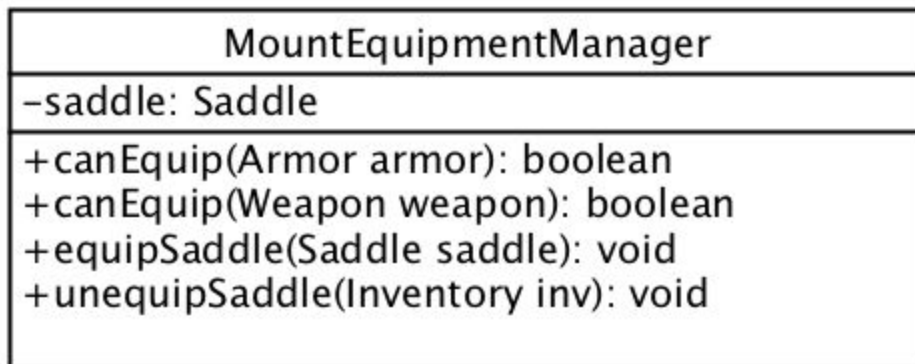 MountEquipmentManager
-saddle: Saddle
+canEquip(Armor armor): boolean
+canEquip(Weapon weapon): boolean
+equipSaddle(Saddle saddle): void
+unequipSaddle(Inventory inv): void